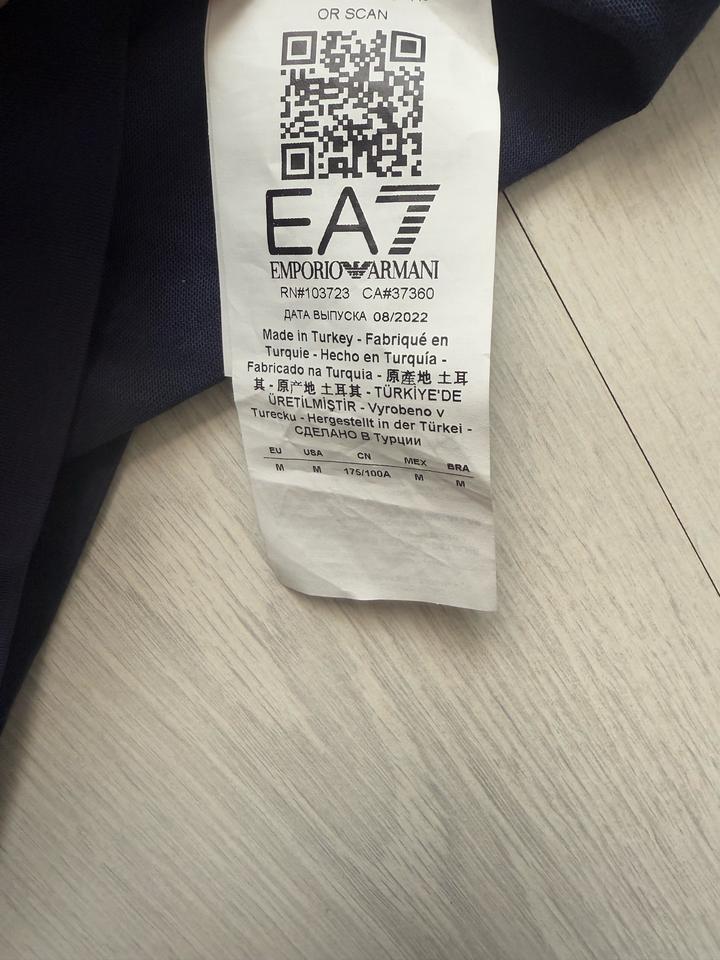 OR SCAN
EA7
EMPORIO ARMANI
RN#103723 CA#37360
ДАТА ВЫПУСКА 08/2022
Made in Turkey - Fabriqué en
Turquie - Hecho en Turquía -
Fabricado na Turquia - 原產地 土耳
其 - 原产地 土耳其 - TÜRKİYE'DE
ÜRETİLMİŞTİR - Vyrobeno v
Turecku - Hergestellt in der Türkei -
СДЕЛАНО В Турции
EU USA CN MEX BRA
M M 175/100A M M